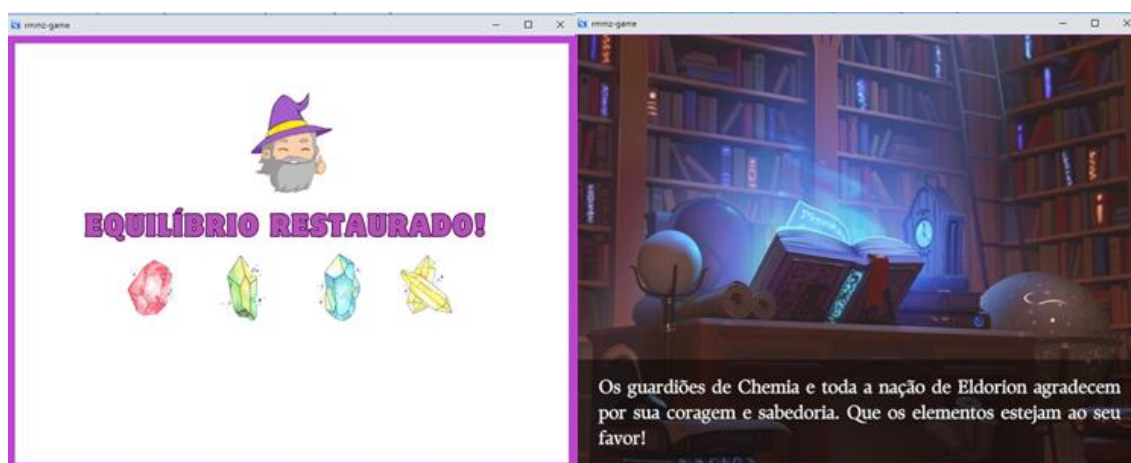 rmmz-game
EQUILÍBRIO RESTAURADO!
rmmz-game
Os guardiões de Chemia e toda a nação de Eldorion agradecem
por sua coragem e sabedoria. Que os elementos estejam ao seu
favor!